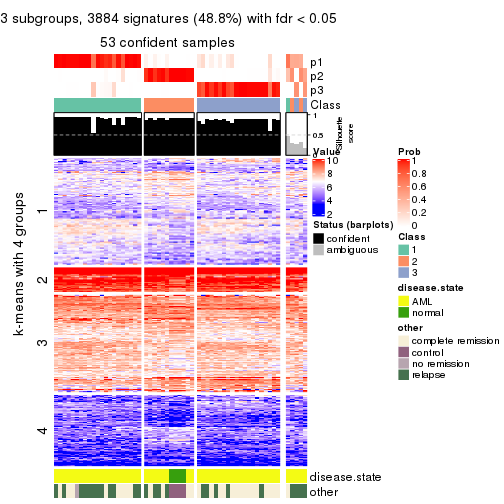 3 subgroups, 3884 signatures (48.8%) with fdr < 0.05
53 confident samples
p1
p2
p3
Class
1
0.5
0
Silhouette
score
k-means with 4 groups
1
2
3
4
disease.state
other
Value
10
8
6
4
2
Status (barplots)
confident
ambiguous
Prob
1
0.8
0.6
0.4
0.2
0
Class
1
2
3
disease.state
AML
normal
other
complete remission
control
no remission
relapse